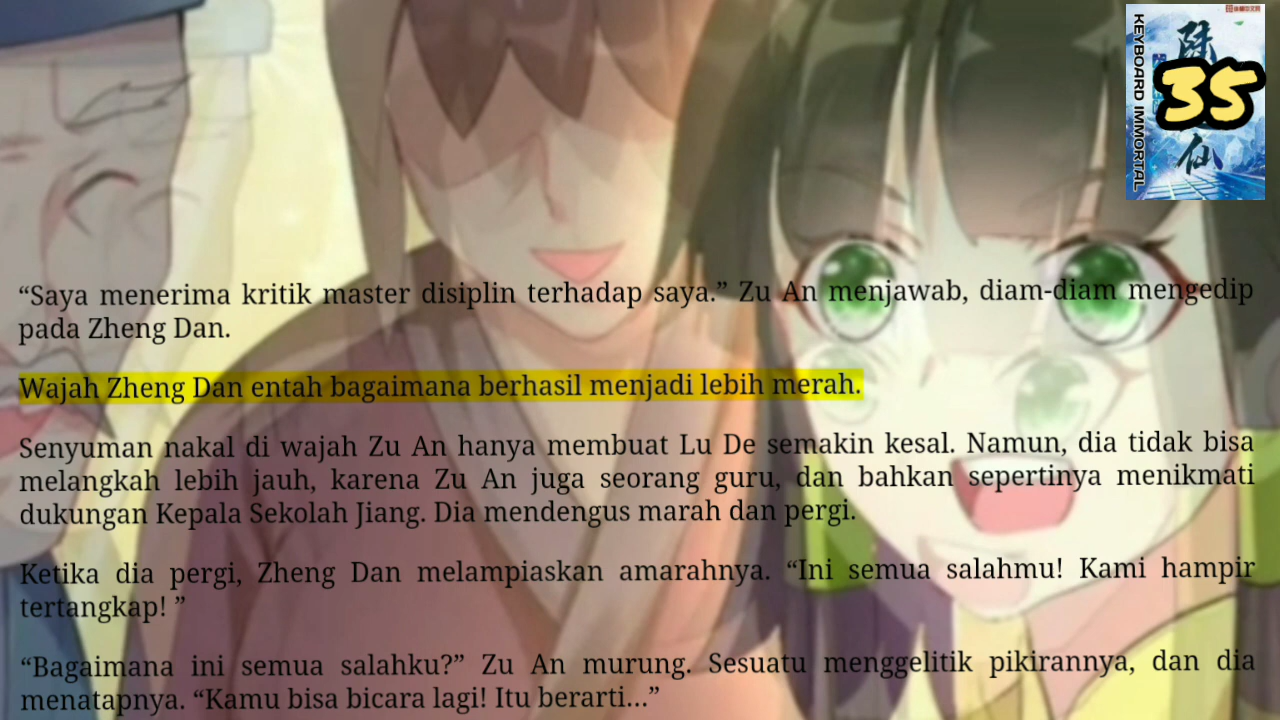 陆
仙
KEYBOARD IMMORTAL
35
“Saya menerima kritik master disiplin terhadap saya.” Zu An menjawab, diam-diam mengedip
pada Zheng Dan.
Wajah Zheng Dan entah bagaimana berhasil menjadi lebih merah.
Senyuman nakal di wajah Zu An hanya membuat Lu De semakin kesal. Namun, dia tidak bisa
melangkah lebih jauh, karena Zu An juga seorang guru, dan bahkan sepertinya menikmati
dukungan Kepala Sekolah Jiang. Dia mendengus marah dan pergi.
Ketika dia pergi, Zheng Dan melampiaskan amarahnya. “Ini semua salahmu! Kami hampir
tertangkap! ”
“Bagaimana ini semua salahku?” Zu An murung. Sesuatu menggelitik pikirannya, dan dia
menatapnya. “Kamu bisa bicara lagi! Itu berarti...”